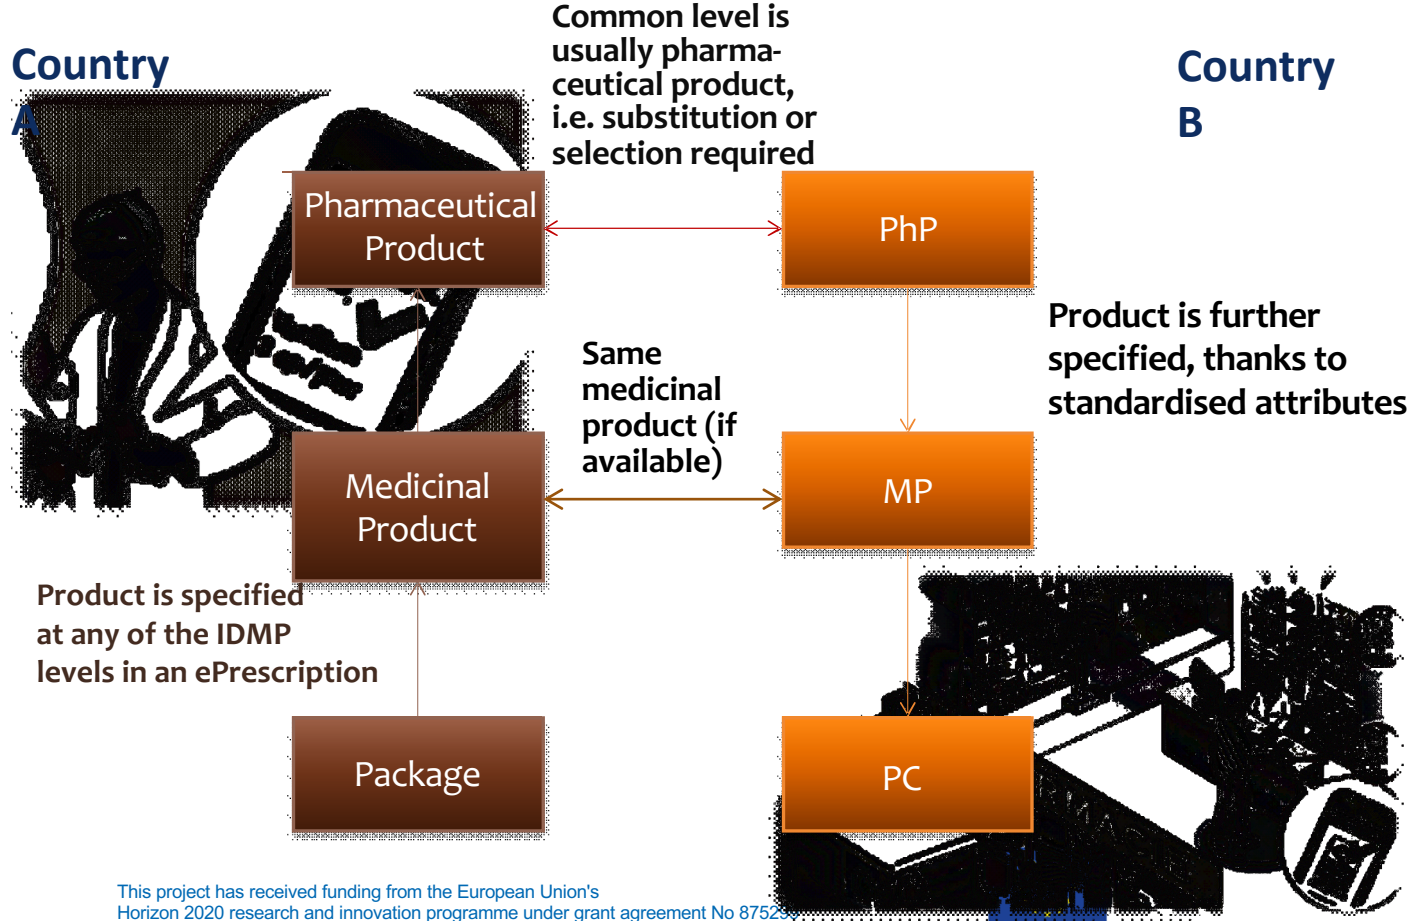 Common level is
usually pharma-
ceutical product,
i.e. substitution or
selection required
Country
A
Country
B
Pharmaceutical
Product
PhP
Product is further
specified, thanks to
standardised attributes
Same
medicinal
product (if
available)
Medicinal
Product
MP
Product is specified
at any of the IDMP
levels in an ePrescription
Package
PC
This project has received funding from the European Union's
Horizon 2020 research and innovation programme under grant agreement No